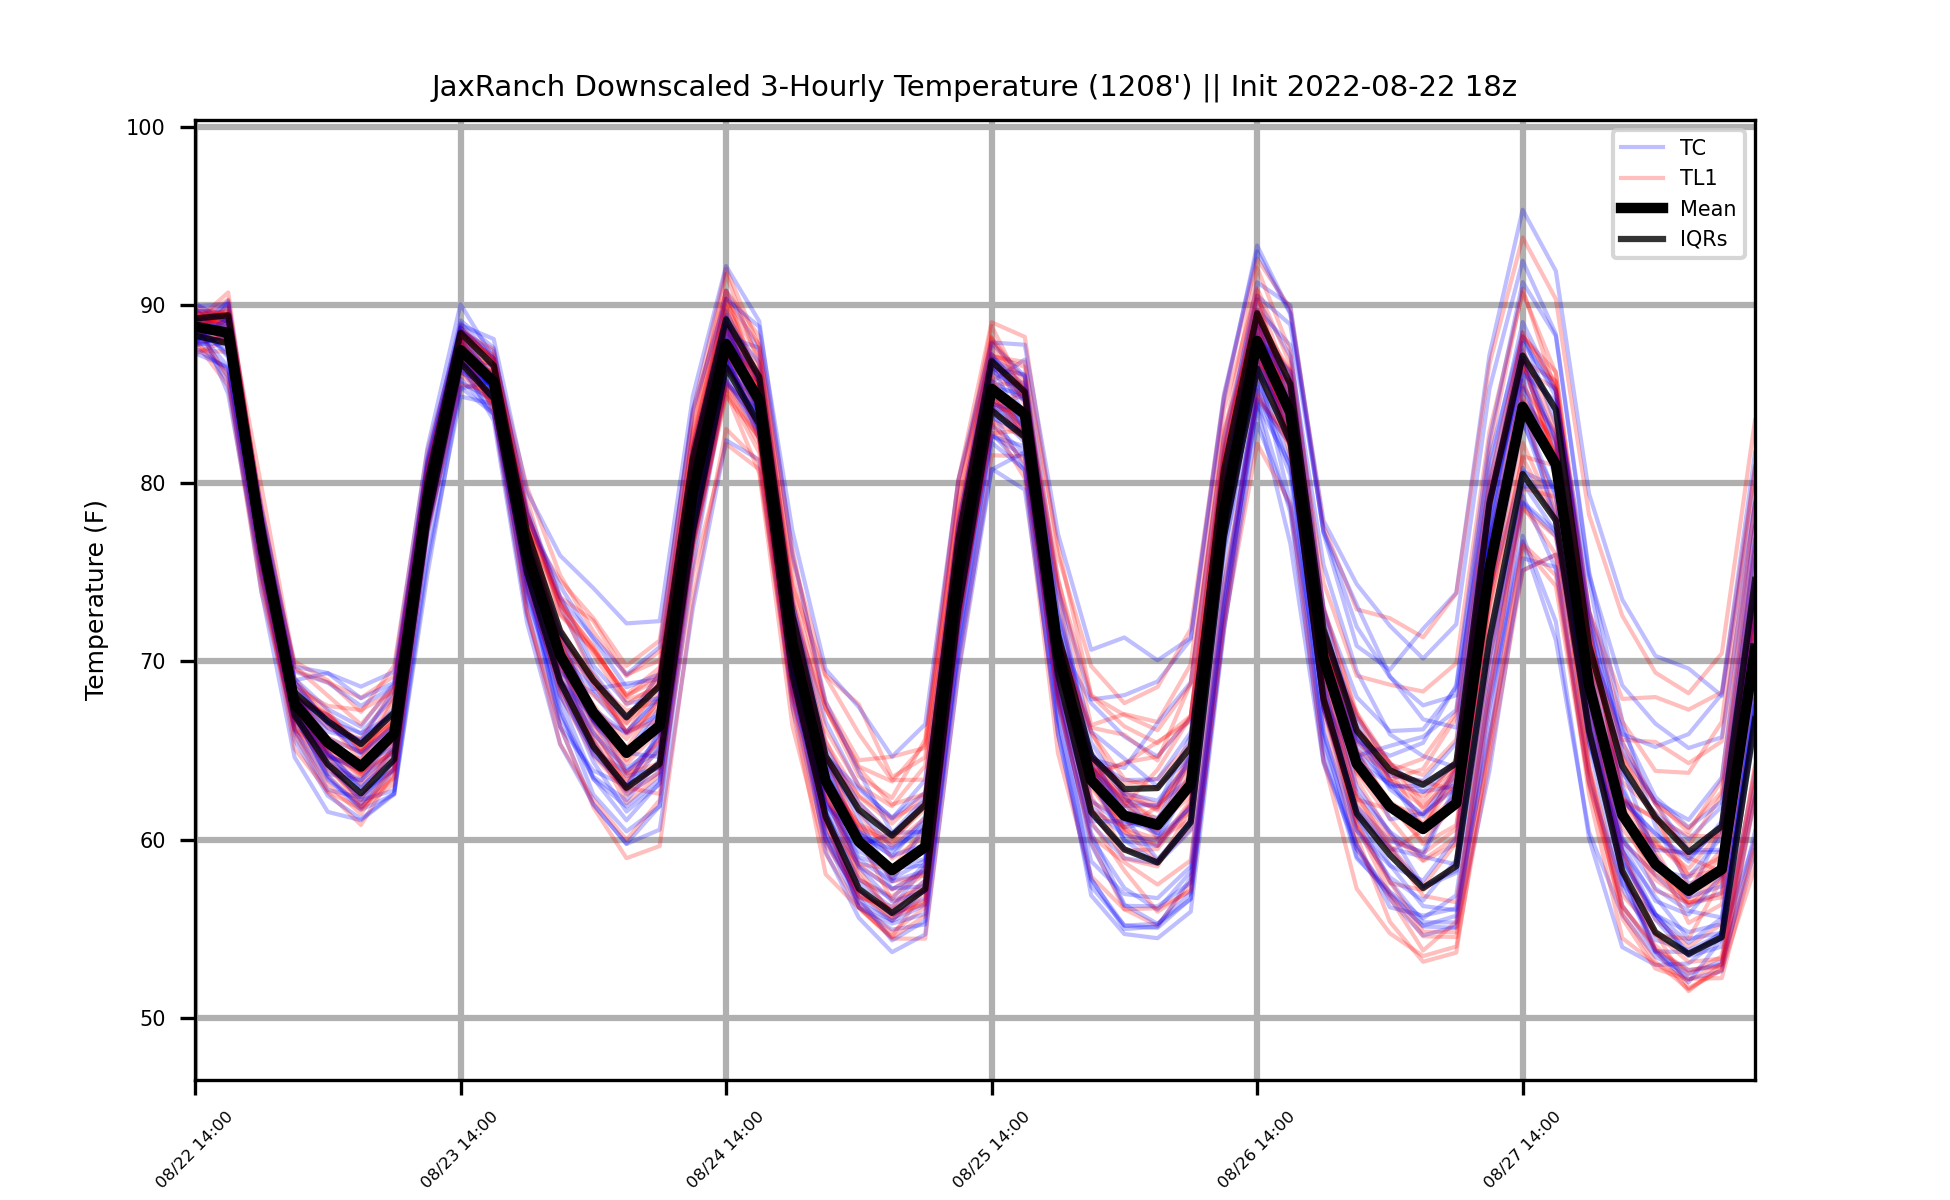 JaxRanch Downscaled 3-Hourly Temperature (1208') || Init 2022-08-22 18z
TC
TL1
Mean
IQRs
Temperature (F)
100
90
80
70
60
50
08/22 14:00
08/23 14:00
08/24 14:00
08/25 14:00
08/26 14:00
08/27 14:00